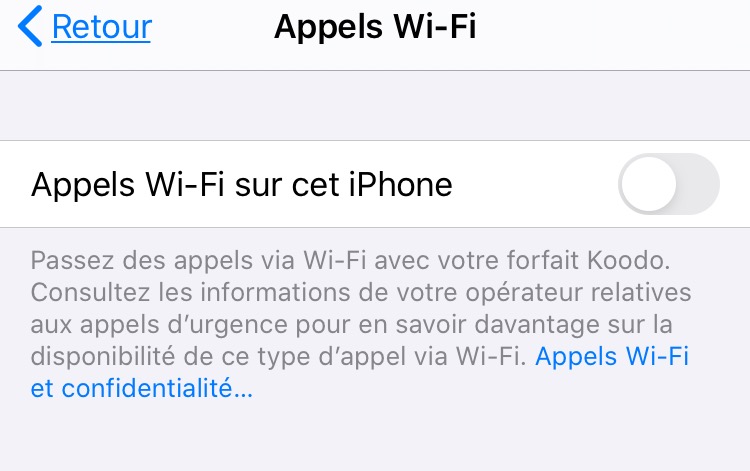 Retour
Appels Wi-Fi
Appels Wi-Fi sur cet iPhone
Passez des appels via Wi-Fi avec votre forfait Koodo.
Consultez les informations de votre opérateur relatives
aux appels d’urgence pour en savoir davantage sur la
disponibilité de ce type d’appel via Wi-Fi. Appels Wi-Fi
et confidentialité...